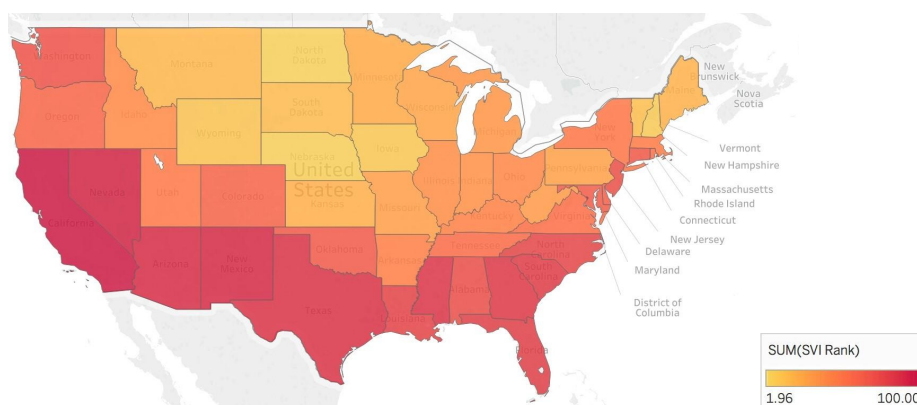 Washington
Montana
North
Dakota
Minnesota
Oregon
Idaho
Wyoming
South
Dakota
Wisconsin
Michigan
New
York
Maine
New
Brunswick
Nova
Scotia
Vermont
New Hampshire
Massachusetts
Rhode Island
Connecticut
New Jersey
Delaware
Maryland
District of
Columbia
Iowa
Nebraska
United
States
Illinois
Indiana
Ohio
Pennsylvania
Nevada
Utah
Colorado
Kansas
Missouri
Kentucky
Virginia
California
Arizona
New
Mexico
Oklahoma
Arkansas
Tennessee
North
Carolina
South
Carolina
Texas
Louisiana
Alabama
Florida
SUM(SVI Rank)
1.96
100.00